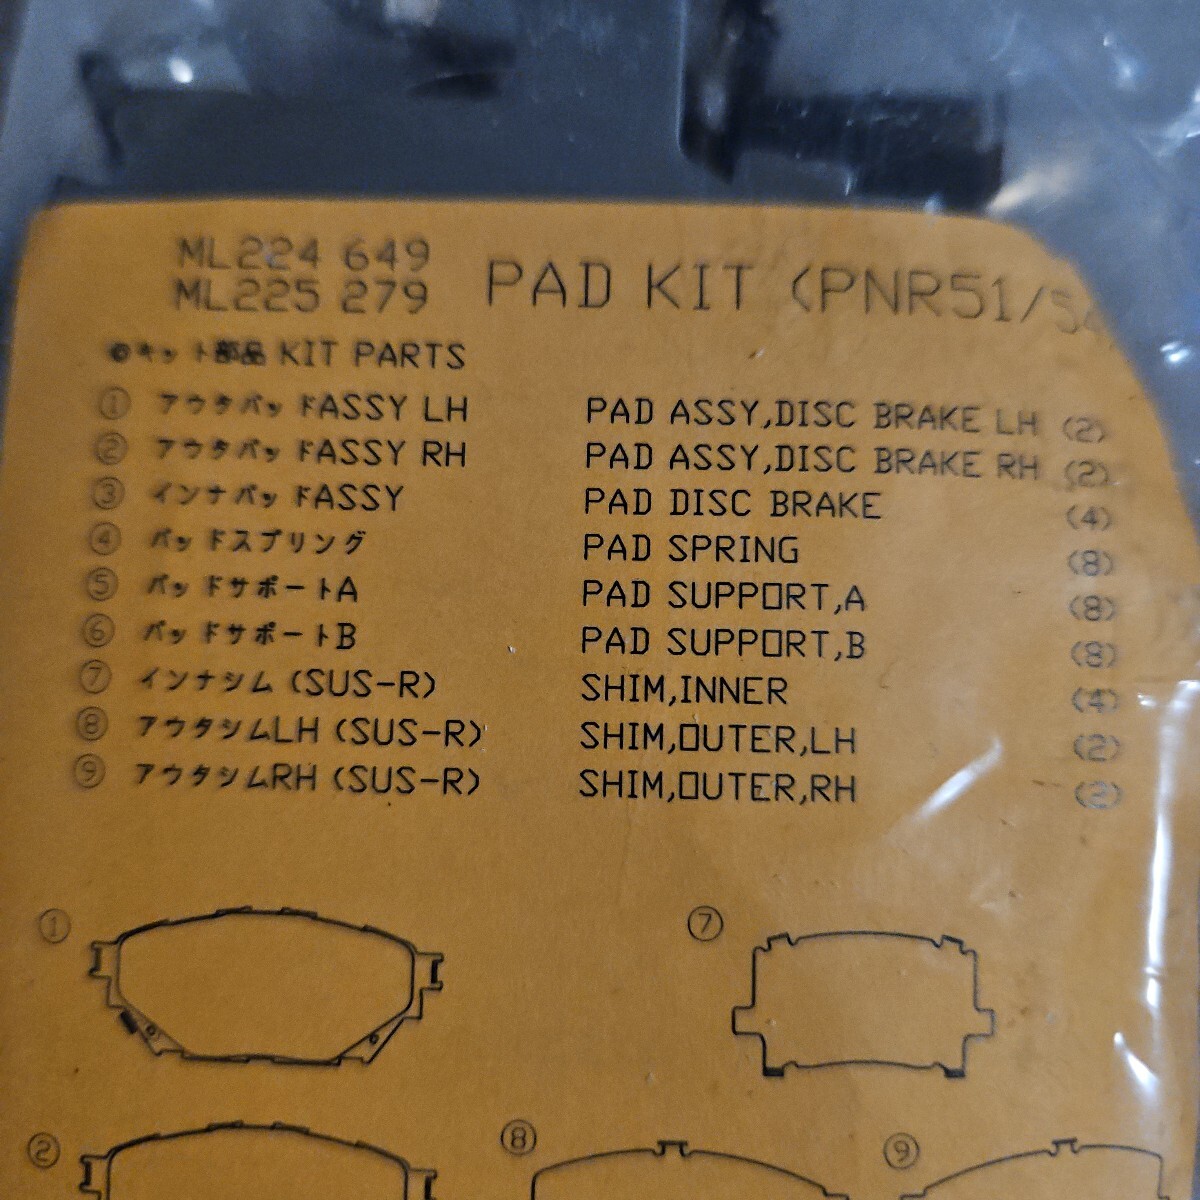 ML224 649
ML225 279
PAD KIT (PNR51/5
◎キット部品 KIT PARTS
① アウタパッドASSY LH PAD ASSY,DISC BRAKE LH (2)
② アウタパッドASSY RH PAD ASSY,DISC BRAKE RH (2)
③ インナパッドASSY PAD DISC BRAKE (4)
④ パッドスプリング PAD SPRING (8)
⑤ パッドサポートA PAD SUPPORT,A (8)
⑥ パッドサポートB PAD SUPPORT,B (8)
⑦ インナシム (SUS-R) SHIM,INNER (4)
⑧ アウタシムLH (SUS-R) SHIM,OUTER,LH (2)
⑨ アウタシムRH (SUS-R) SHIM,OUTER,RH (2)
① ⑦
② ⑧ ⑨